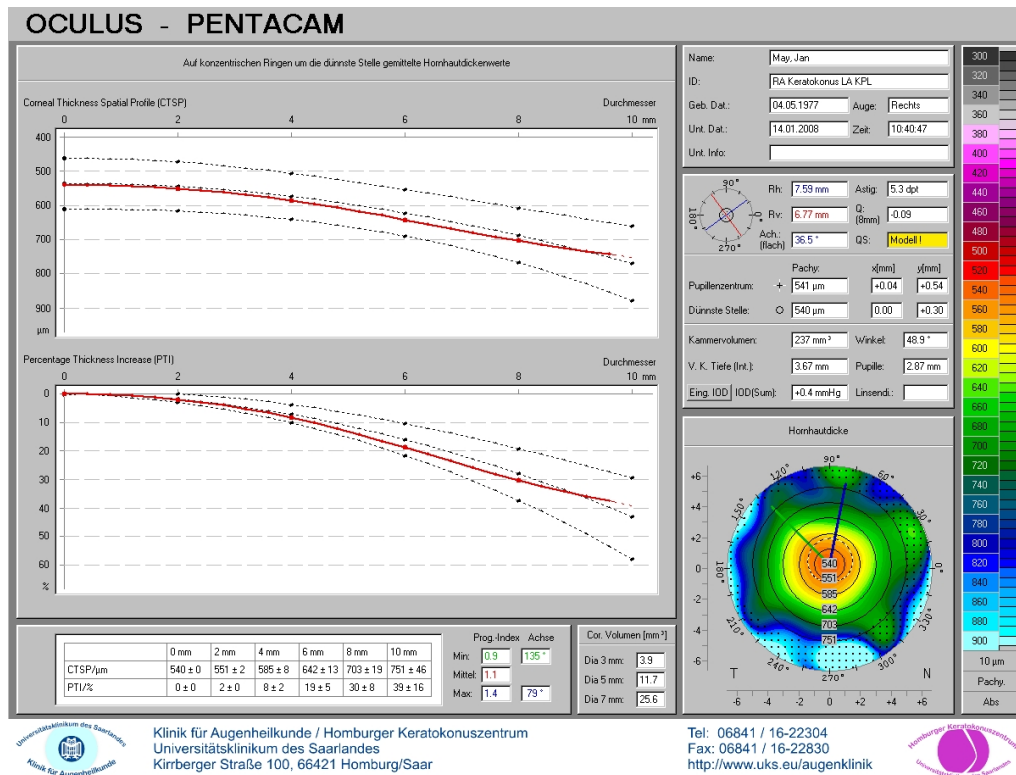 OCULUS - PENTACAM
Auf konzentrischen Ringen um die dünnste Stelle gemittelte Hornhautdickenwerte
Corneal Thickness Spatial Profile (CTSP)
Durchmesser
0 2 4 6 8 10 mm
400
500
600
700
800
900
µm
Percentage Thickness Increase (PTI)
Durchmesser
0 2 4 6 8 10 mm
0
10
20
30
40
50
60
%
0 mm 2 mm 4 mm 6 mm 8 mm 10 mm
CTSP/µm 540 ± 0 551 ± 2 585 ± 8 642 ± 13 703 ± 19 751 ± 46
PTI/% 0 ± 0 2 ± 0 8 ± 2 19 ± 5 30 ± 8 39 ± 16
Prog.-Index Achse
Min: 0.9 135 °
Mittel: 1.1
Max: 1.4 79 °
Cor. Volumen [mm³]
Dia 3 mm: 3.9
Dia 5 mm: 11.7
Dia 7 mm: 25.6
Name: May, Jan
ID: RA Keratokonus LA KPL
Geb. Dat.: 04.05.1977 Auge: Rechts
Unt. Dat.: 14.01.2008 Zeit: 10:40:47
Unt. Info:
90°
180°
0°
270°
Rh: 7.59 mm Astig: 5.3 dpt
Rv: 6.77 mm Q: (8mm) -0.09
Ach.: (flach) 36.5 ° QS: Modell !
Pachy: x[mm] y[mm]
Pupillenzentrum: + 541 µm +0.04 +0.54
Dünnste Stelle: O 540 µm 0.00 +0.30
Kammervolumen: 237 mm³ Winkel: 48.9 °
V. K. Tiefe (Int.): 3.67 mm Pupille: 2.87 mm
Eing. IOD IOD(Sum): +0.4 mmHg Linsendi.:
Hornhautdicke
90°
120° 60°
150° 30°
180° 0°
210° 330°
240° 300°
270°
+6
+4
+2
0
-2
-4
-6
540
551
585
642
703
751
T N
-6 -4 -2 0 +2 +4 +6
300
320
340
360
380
400
420
440
460
480
500
520
540
560
580
600
620
640
660
680
700
720
740
760
780
800
820
840
860
880
900
10 µm
Pachy.
Abs
Universitätsklinikum des Saarlandes
Klinik für Augenheilkunde
Klinik für Augenheilkunde / Homburger Keratokonuszentrum
Universitätsklinikum des Saarlandes
Kirrberger Straße 100, 66421 Homburg/Saar
Tel: 06841 / 16-22304
Fax: 06841 / 16-22830
http://www.uks.eu/augenklinik
Homburger Keratokonuszentrum
Universitätsklinikum des Saarlandes